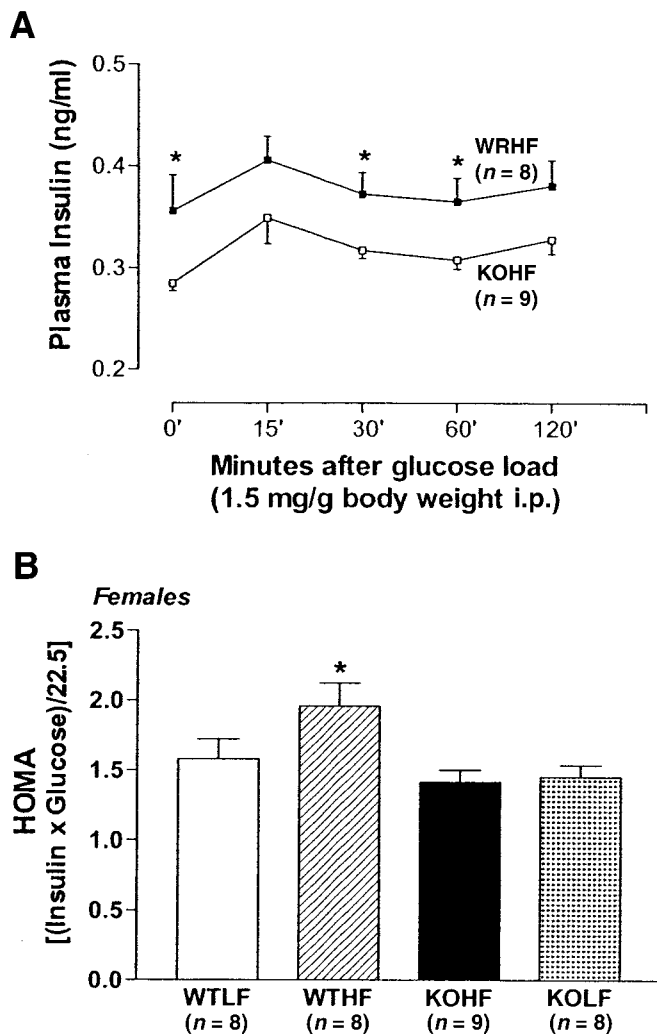 A
Plasma Insulin (ng/ml)
0.5
0.4
0.3
0.2
*
*
*
WRHF
(n = 8)
KOHF
(n = 9)
0' 15' 30' 60' 120'
Minutes after glucose load
(1.5 mg/g body weight i.p.)
B
Females
HOMA
[(Insulin x Glucose)/22.5]
2.5
2.0
1.5
1.0
0.5
0.0
*
WTLF WTHF KOHF KOLF
(n = 8) (n = 8) (n = 9) (n = 8)